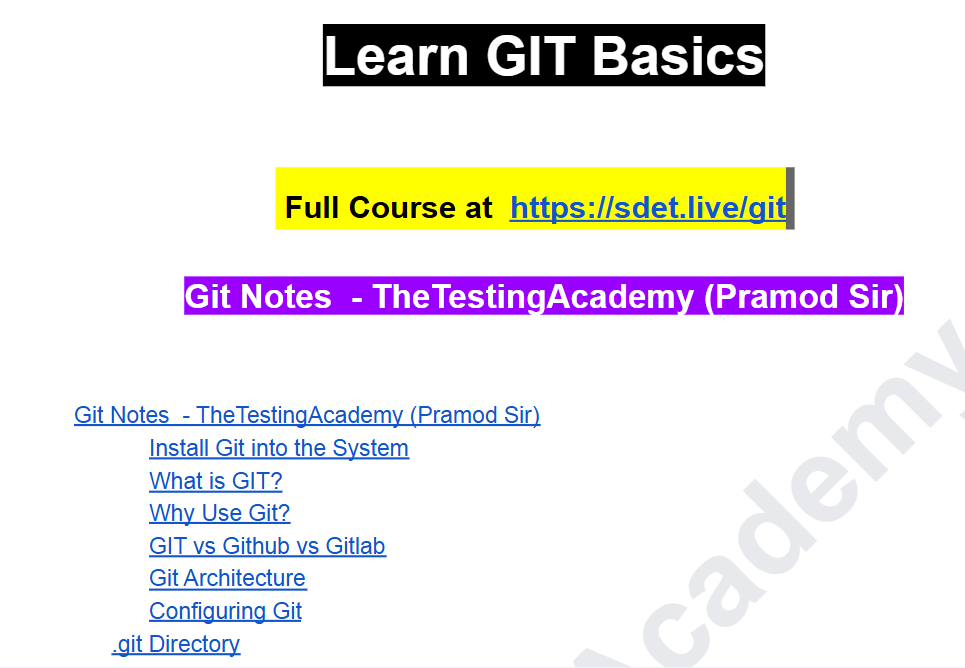 Learn GIT Basics
Full Course at  https://sdet.live/git
Git Notes  - TheTestingAcademy (Pramod Sir)
Git Notes  - TheTestingAcademy (Pramod Sir)
Install Git into the System
What is GIT?
Why Use Git?
GIT vs Github vs Gitlab
Git Architecture
Configuring Git
.git Directory
Academy